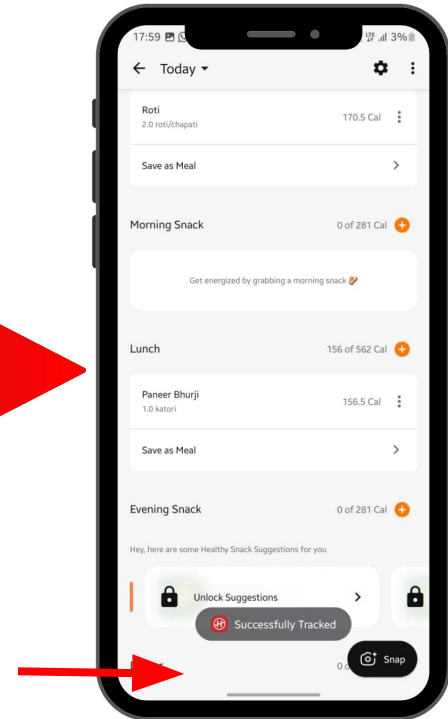 17:59
LTE 3%
Today
Roti
2.0 roti/chapati
170.5 Cal
Save as Meal
Morning Snack
0 of 281 Cal
Get energized by grabbing a morning snack
Lunch
156 of 562 Cal
Paneer Bhurji
1.0 katori
156.5 Cal
Save as Meal
Evening Snack
0 of 281 Cal
Hey, here are some Healthy Snack Suggestions for you
Unlock Suggestions
Successfully Tracked
Snap